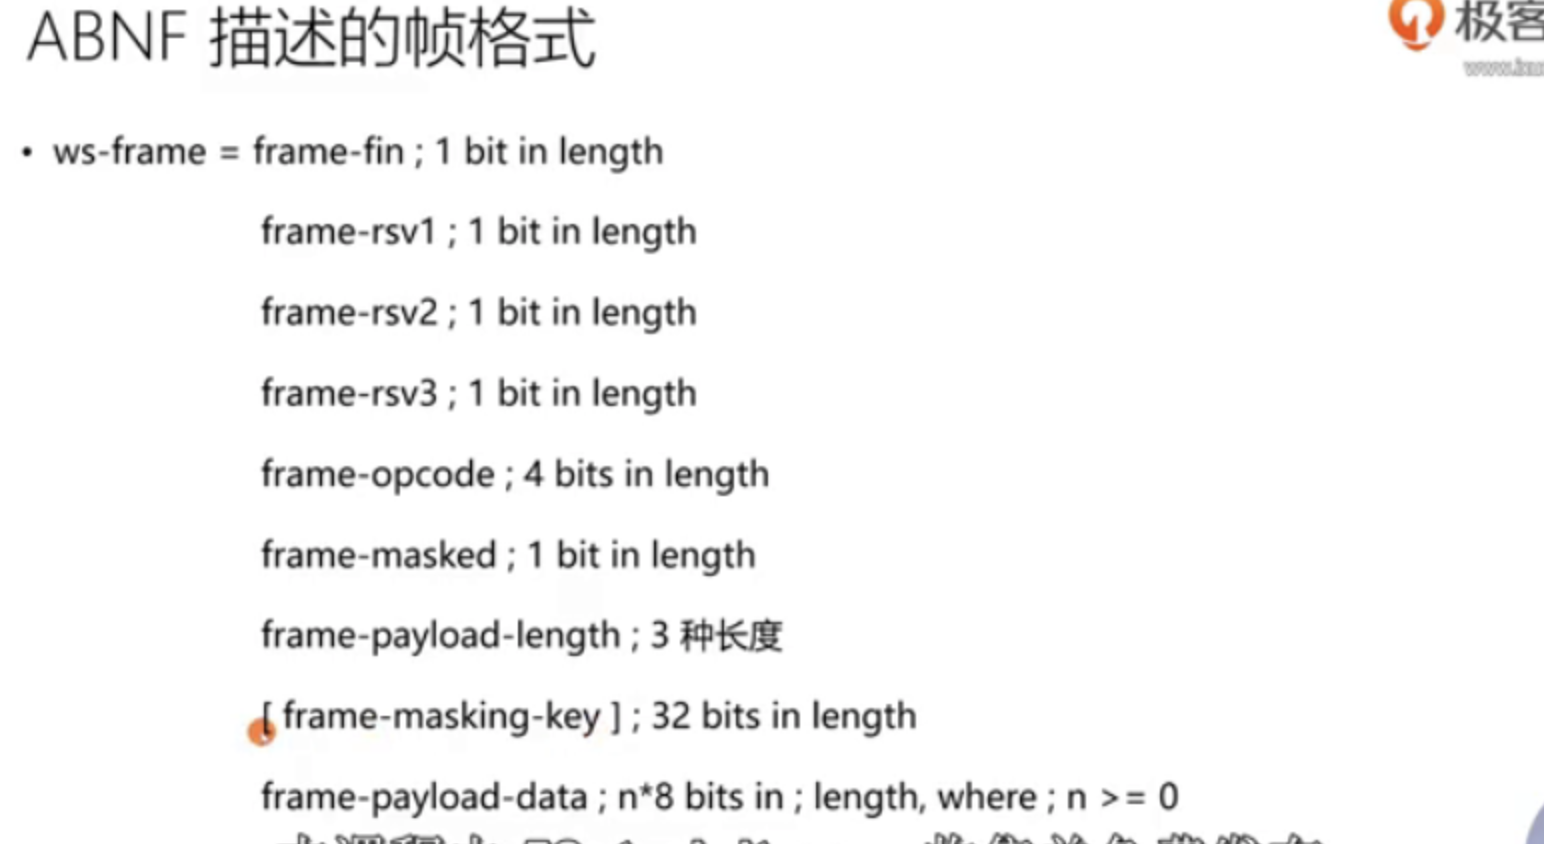 ABNF 描述的帧格式
极客
• ws-frame = frame-fin ; 1 bit in length
frame-rsv1 ; 1 bit in length
frame-rsv2 ; 1 bit in length
frame-rsv3 ; 1 bit in length
frame-opcode ; 4 bits in length
frame-masked ; 1 bit in length
frame-payload-length ; 3 种长度
[ frame-masking-key ] ; 32 bits in length
frame-payload-data ; n*8 bits in ; length, where ; n >= 0